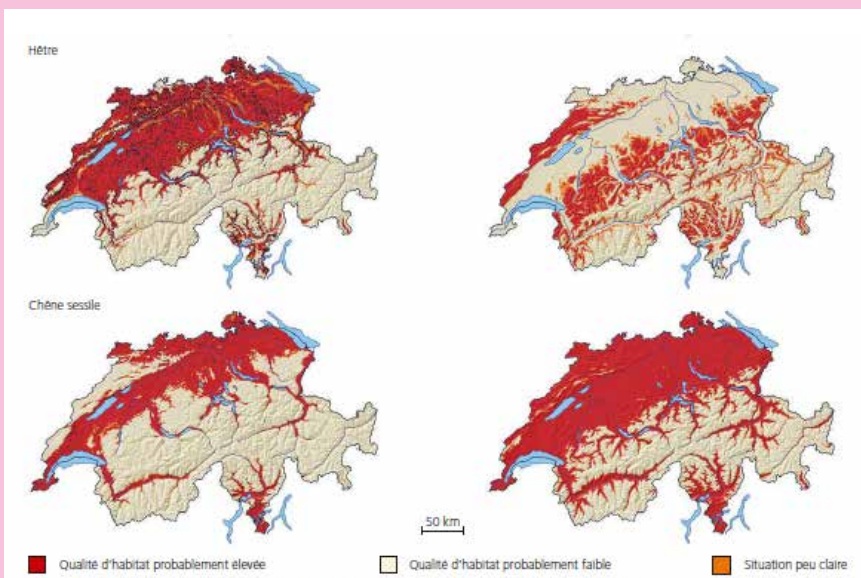 Hêtre
Chêne sessile
50 km
Qualité d'habitat probablement élevée
Qualité d'habitat probablement faible
Situation peu claire